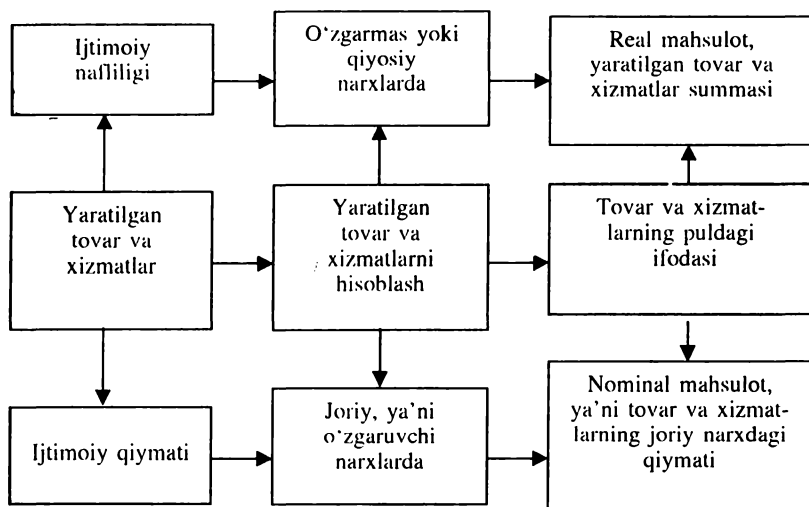 Ijtimoiy
nafliligi
O‘zgarmas yoki
qiyosiy
narxlarda
Real mahsulot,
yaratilgan tovar va
xizmatlar summasi
Yaratilgan
tovar va
xizmatlar
Yaratilgan
tovar va
xizmatlarni
hisoblash
Tovar va xizmat-
larning puldagi
ifodasi
Ijtimoiy qiymati
Joriy, ya’ni
o‘zgaruvchi
narxlarda
Nominal mahsulot,
ya’ni tovar va xizmat-
larning joriy narxdagi
qiymati